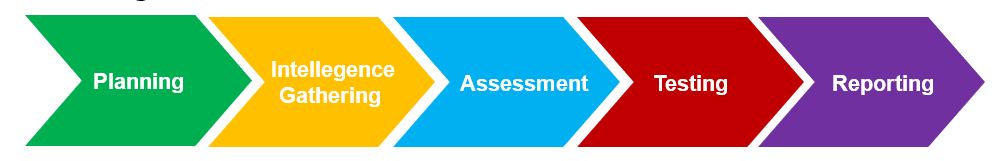 Planning
Intellegence
Gathering
Assessment
Testing
Reporting